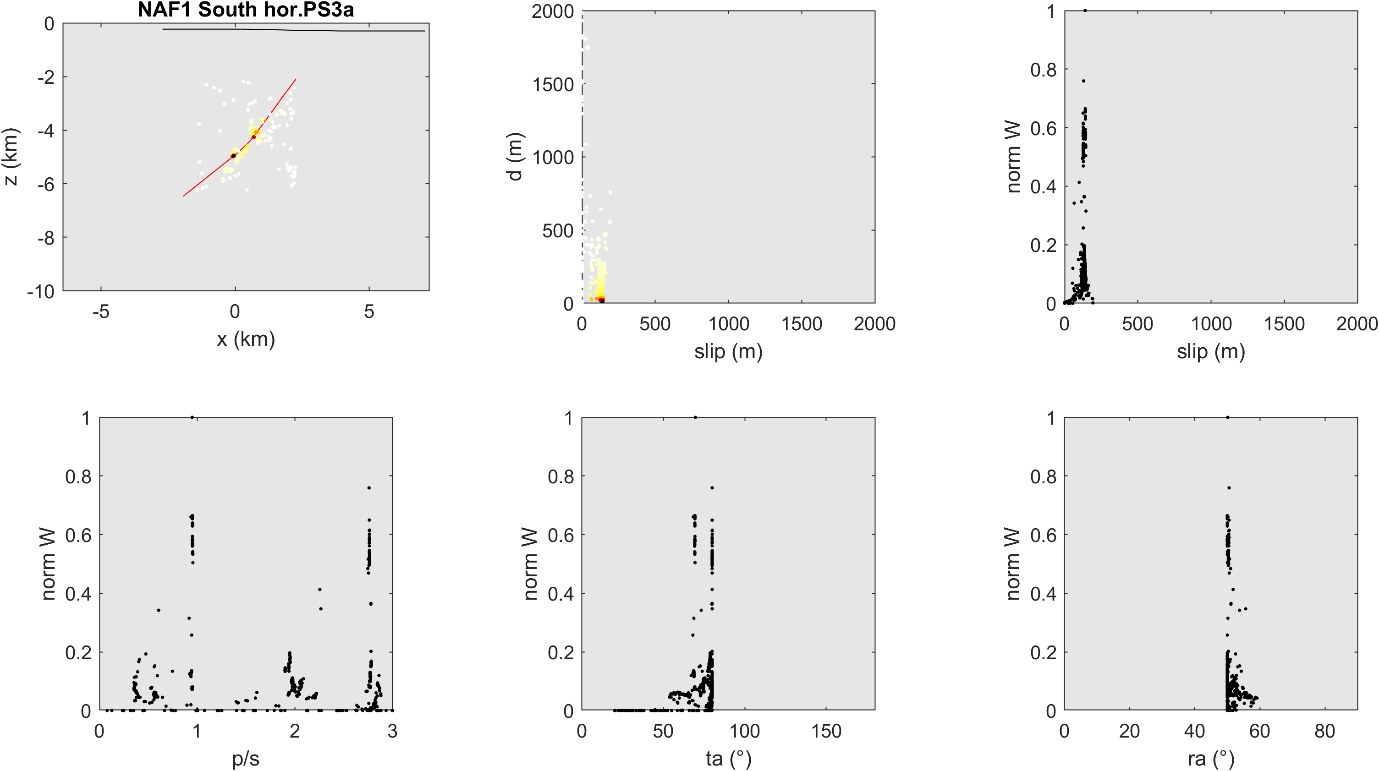 NAF1 South hor.PS3a
0
-2
-4
-6
-8
-10
z (km)
-5 0 5
x (km)
2000
1500
1000
500
0
d (m)
0 500 1000 1500 2000
slip (m)
1
0.8
0.6
0.4
0.2
0
norm W
0 500 1000 1500 2000
slip (m)
1
0.8
0.6
0.4
0.2
0
norm W
0 1 2 3
p/s
1
0.8
0.6
0.4
0.2
0
norm W
0 50 100 150
ta (°)
1
0.8
0.6
0.4
0.2
0
norm W
0 20 40 60 80
ra (°)